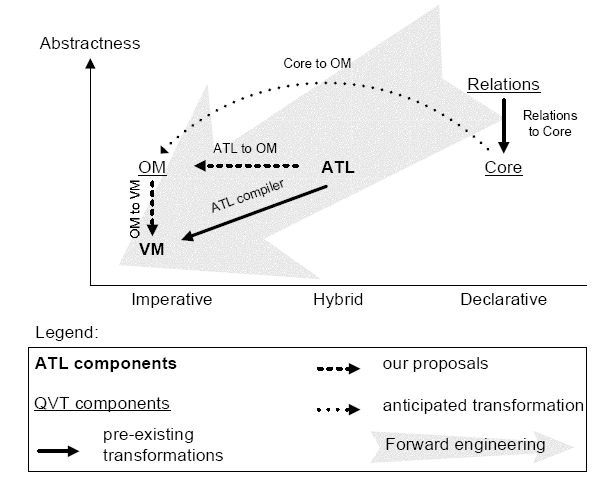 Abstractness
Core to OM
Relations
Relations
to Core
ATL to OM
OM
ATL
Core
ATL compiler
OM to VM
VM
Imperative
Hybrid
Declarative
Legend:
ATL components
our proposals
QVT components
anticipated transformation
pre-existing
transformations
Forward engineering